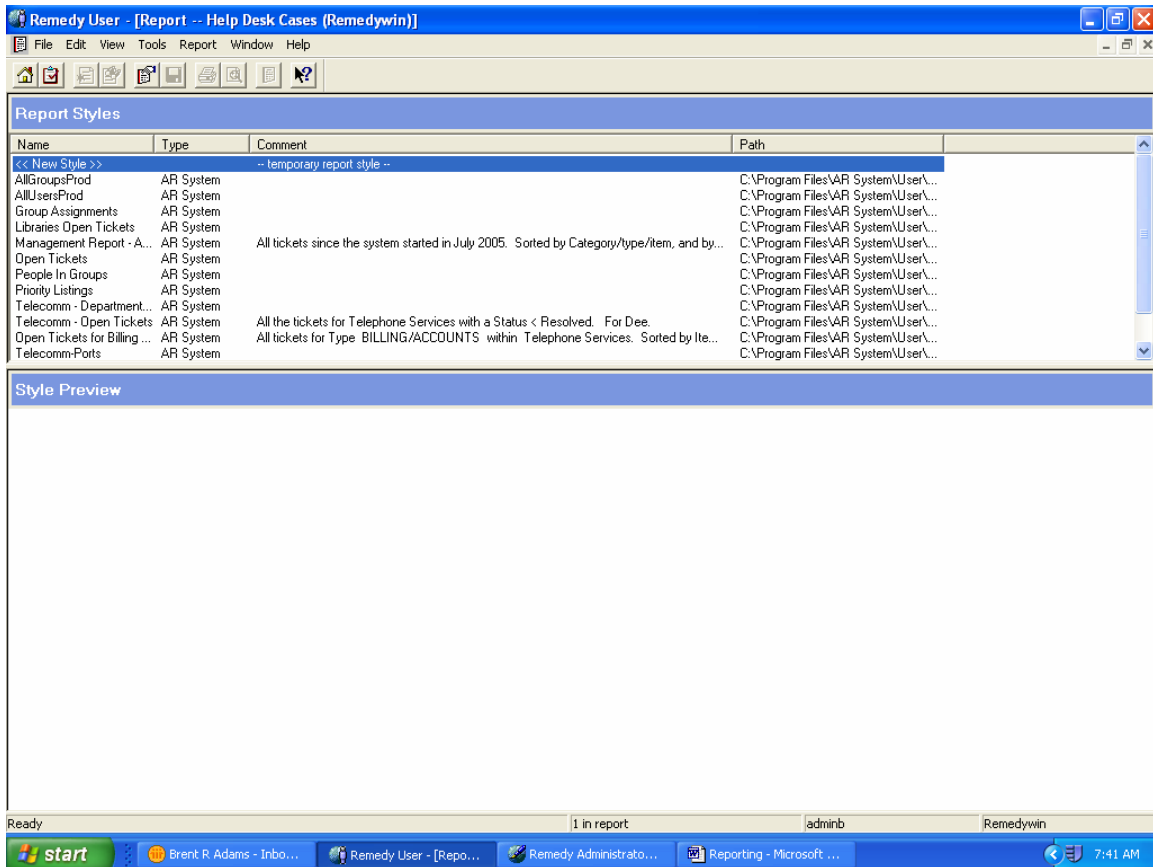 Remedy User - [Report -- Help Desk Cases (Remedywin)]
File Edit View Tools Report Window Help
Report Styles
Name Type Comment Path
<< New Style >> -- temporary report style --
AllGroupsProd AR System C:\Program Files\AR System\User\...
AllUsersProd AR System C:\Program Files\AR System\User\...
Group Assignments AR System C:\Program Files\AR System\User\...
Libraries Open Tickets AR System C:\Program Files\AR System\User\...
Management Report - A... AR System All tickets since the system started in July 2005. Sorted by Category/type/item, and by... C:\Program Files\AR System\User\...
Open Tickets AR System C:\Program Files\AR System\User\...
People In Groups AR System C:\Program Files\AR System\User\...
Priority Listings AR System C:\Program Files\AR System\User\...
Telecomm - Department... AR System C:\Program Files\AR System\User\...
Telecomm - Open Tickets AR System All the tickets for Telephone Services with a Status < Resolved. For Dee. C:\Program Files\AR System\User\...
Open Tickets for Billing ... AR System All tickets for Type BILLING/ACCOUNTS within Telephone Services. Sorted by Ite... C:\Program Files\AR System\User\...
Telecomm-Ports AR System C:\Program Files\AR System\User\...
Style Preview
Ready 1 in report adminb Remedywin
start Brent R Adams - Inbo... Remedy User - [Repo... Remedy Administrato... Reporting - Microsoft ... 7:41 AM